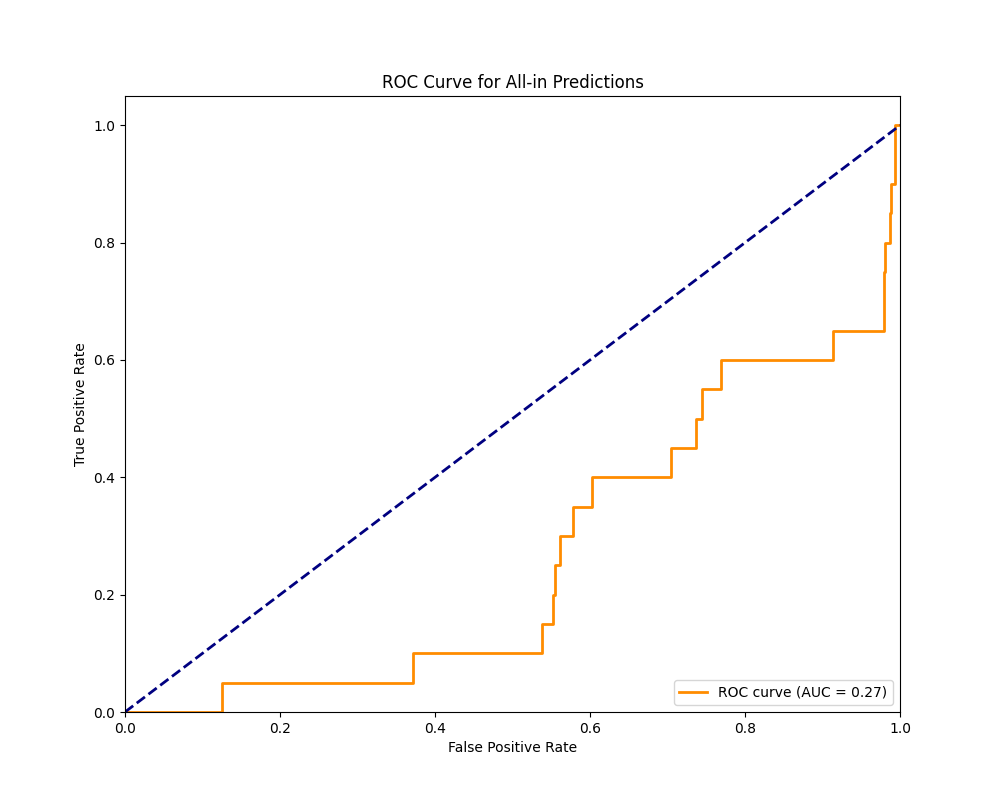 ROC Curve for All-in Predictions
1.0
0.8
0.6
0.4
0.2
0.0
True Positive Rate
ROC curve (AUC = 0.27)
0.0 0.2 0.4 0.6 0.8 1.0
False Positive Rate